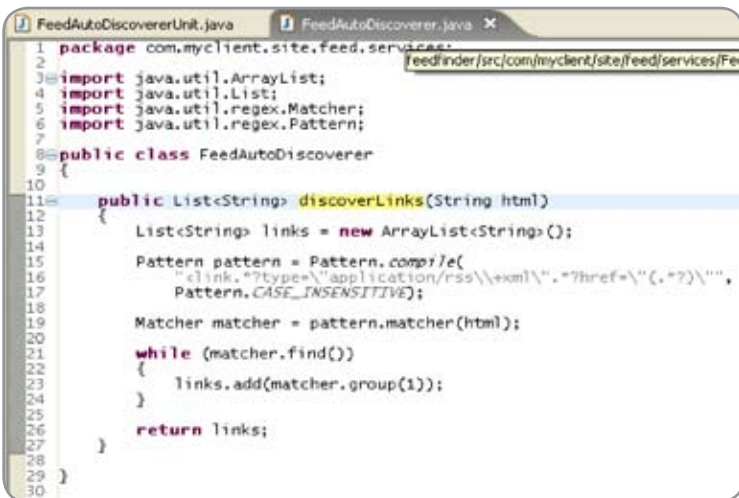 FeedAutoDiscovererUnit.java FeedAutoDiscoverer.java
1 package com.myclient.site.feed.services;
feedfinder/src/com/myclient/site/feed/services/Fee
2
3 import java.util.ArrayList;
4 import java.util.List;
5 import java.util.regex.Matcher;
6 import java.util.regex.Pattern;
7
8 public class FeedAutoDiscoverer
9 {
10
11 public List<String> discoverLinks(String html)
12 {
13 List<String> links = new ArrayList<String>();
14
15 Pattern pattern = Pattern.compile(
16 "<link.*?type=\"application/rss\\+xml\".*?href=\"(.*?)\"",
17 Pattern.CASE_INSENSITIVE);
18
19 Matcher matcher = pattern.matcher(html);
20
21 while (matcher.find())
22 {
23 links.add(matcher.group(1));
24 }
25
26 return links;
27 }
28
29 }
30